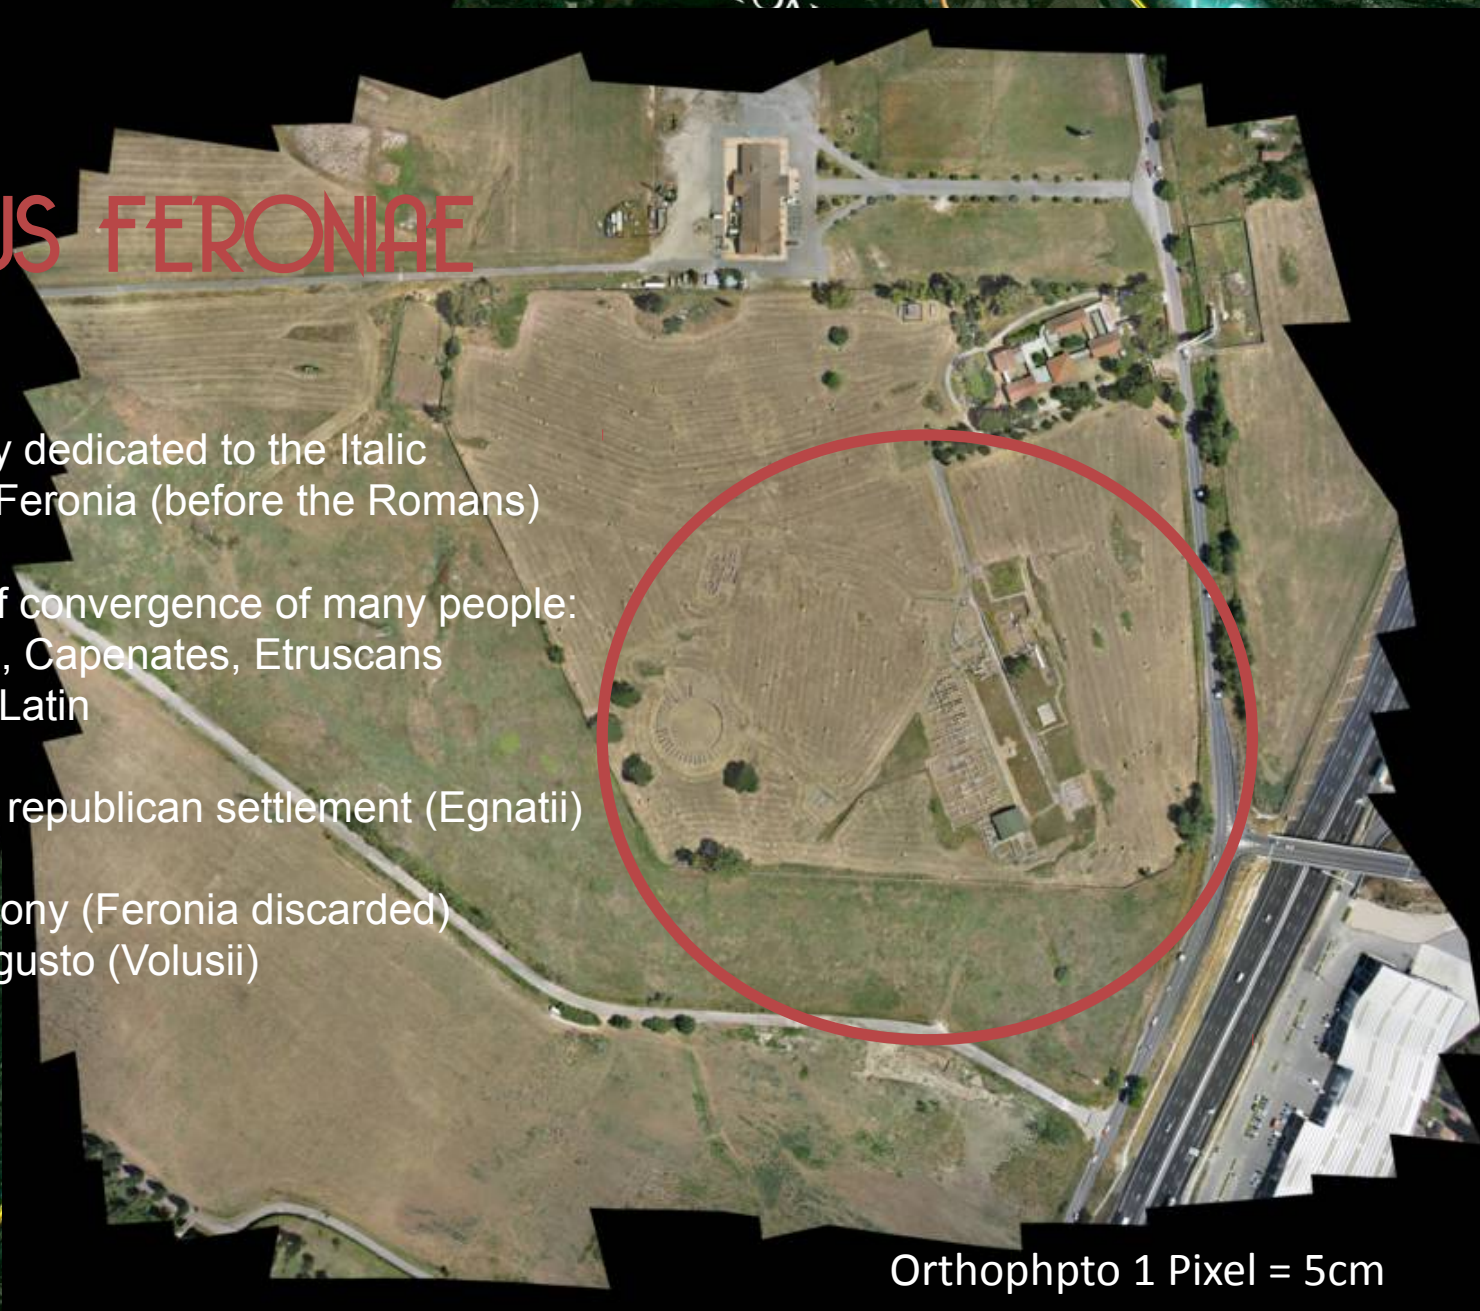 US FERONIAE
y dedicated to the Italic
Feronia (before the Romans)
f convergence of many people:
, Capenates, Etruscans
Latin
republican settlement (Egnatii)
ony (Feronia discarded)
gusto (Volusii)
Orthophpto 1 Pixel = 5cm